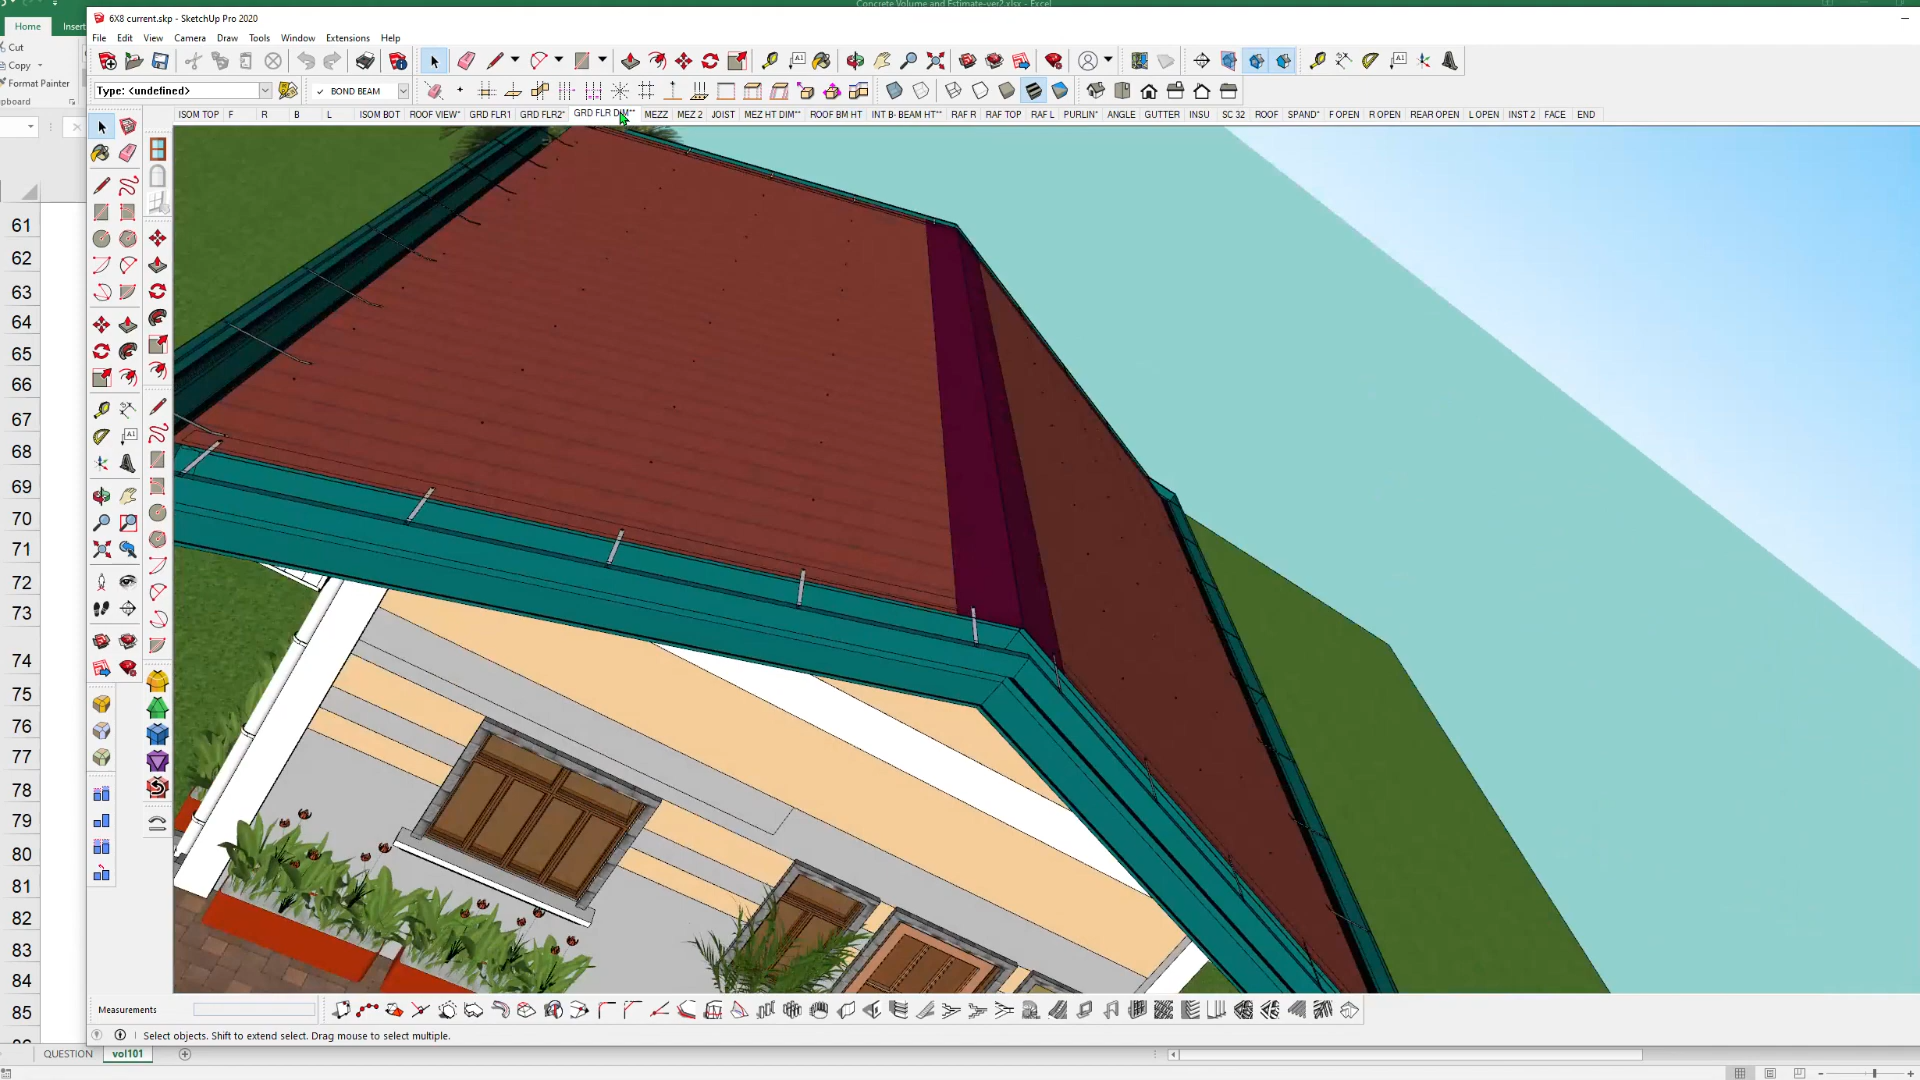 Concrete Volume and Estimate-ver2.xlsx - Excel
6X8 current.skp - SketchUp Pro 2020
Home Insert
File Edit View Camera Draw Tools Window Extensions Help
Cut
Copy
Format Painter
Type: <undefined>
✓ BOND BEAM
ISOM TOP F R B L ISOM BOT ROOF VIEW* GRD FLR1 GRD FLR2* GRD FLR DIM** MEZZ MEZ 2 JOIST MEZ HT DIM** ROOF BM HT INT B- BEAM HT** RAF R RAF TOP RAF L PURLIN* ANGLE GUTTER INSU SC 32 ROOF SPAND* F OPEN R OPEN REAR OPEN L OPEN INST 2 FACE END
61
62
63
64
65
66
67
68
69
70
71
72
73
74
75
76
77
78
79
80
81
82
83
84
85
Measurements
Select objects. Shift to extend select. Drag mouse to select multiple.
QUESTION vol101